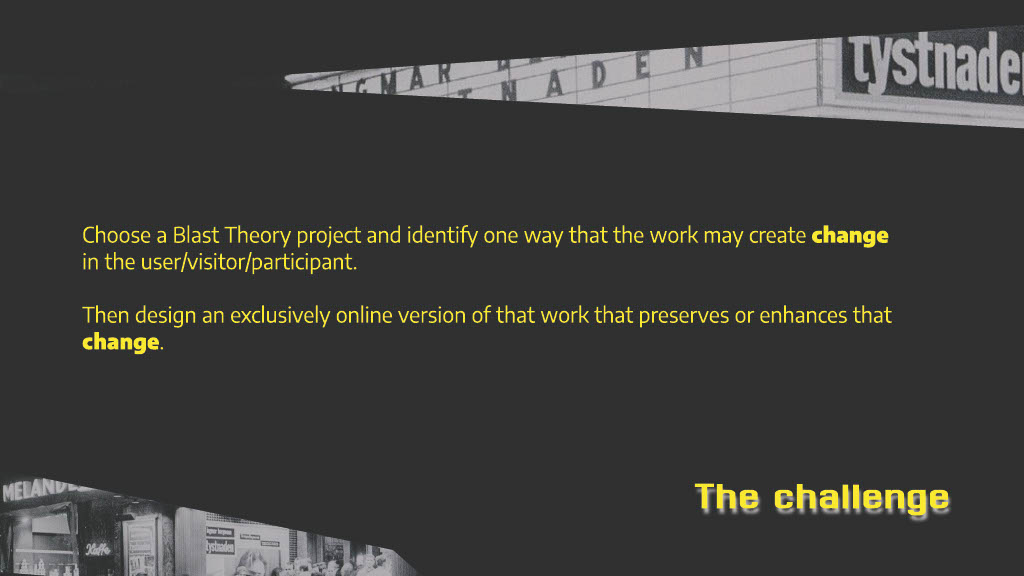 NGMAR
TNADEN
tystnaden
Choose a Blast Theory project and identify one way that the work may create change
in the user/visitor/participant.
Then design an exclusively online version of that work that preserves or enhances that
change.
MELAND
Kaffe
tystnaden
The challenge